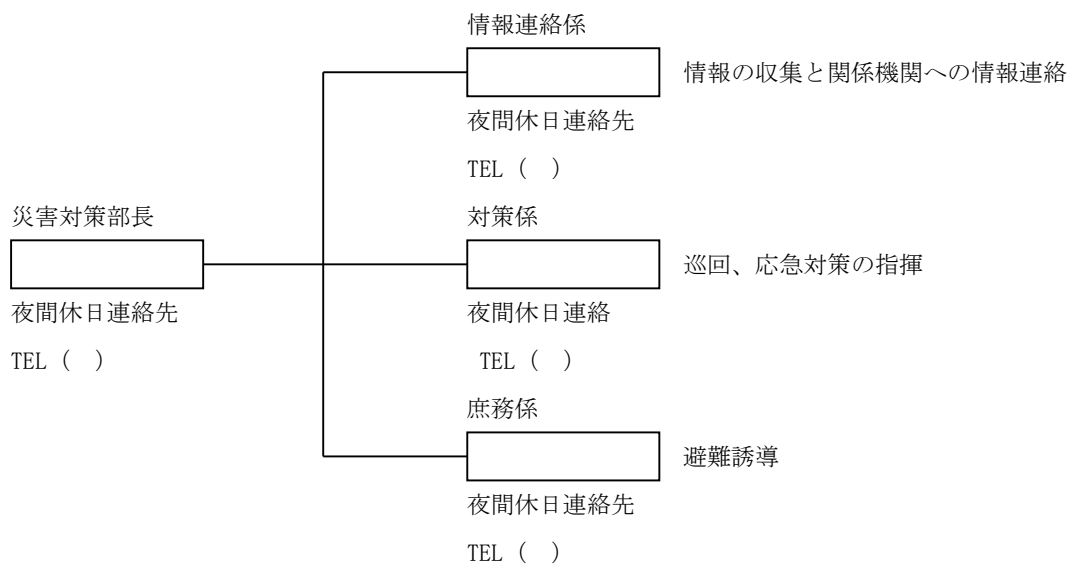 情報連絡係
情報の収集と関係機関への情報連絡
夜間休日連絡先
TEL (　)
災害対策部長
夜間休日連絡先
TEL (　)
対策係
巡回、応急対策の指揮
夜間休日連絡
TEL (　)
庶務係
避難誘導
夜間休日連絡先
TEL (　)